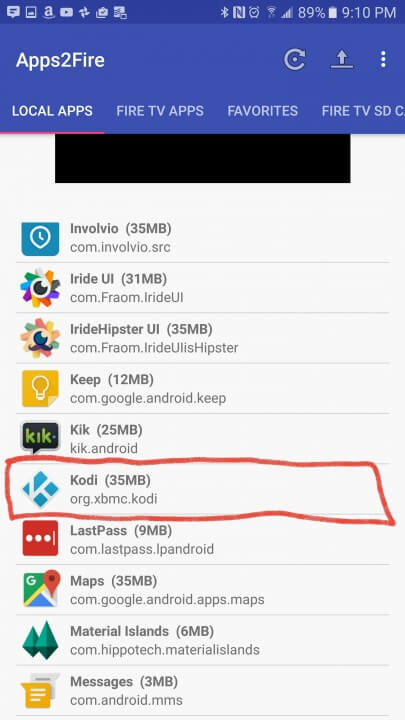 89% 9:10 PM
Apps2Fire
LOCAL APPS FIRE TV APPS FAVORITES FIRE TV SD C
Involvio (35MB)
com.involvio.src
Iride UI (31MB)
com.Fraom.IrideUI
IrideHipster UI (35MB)
com.Fraom.IrideUIisHipster
Keep (12MB)
com.google.android.keep
kik
Kik (25MB)
kik.android
Kodi (35MB)
org.xbmc.kodi
LastPass (9MB)
com.lastpass.lpandroid
G
Maps (35MB)
com.google.android.apps.maps
Material Islands (6MB)
com.hippotech.materialislands
Messages (3MB)
com.android.mms